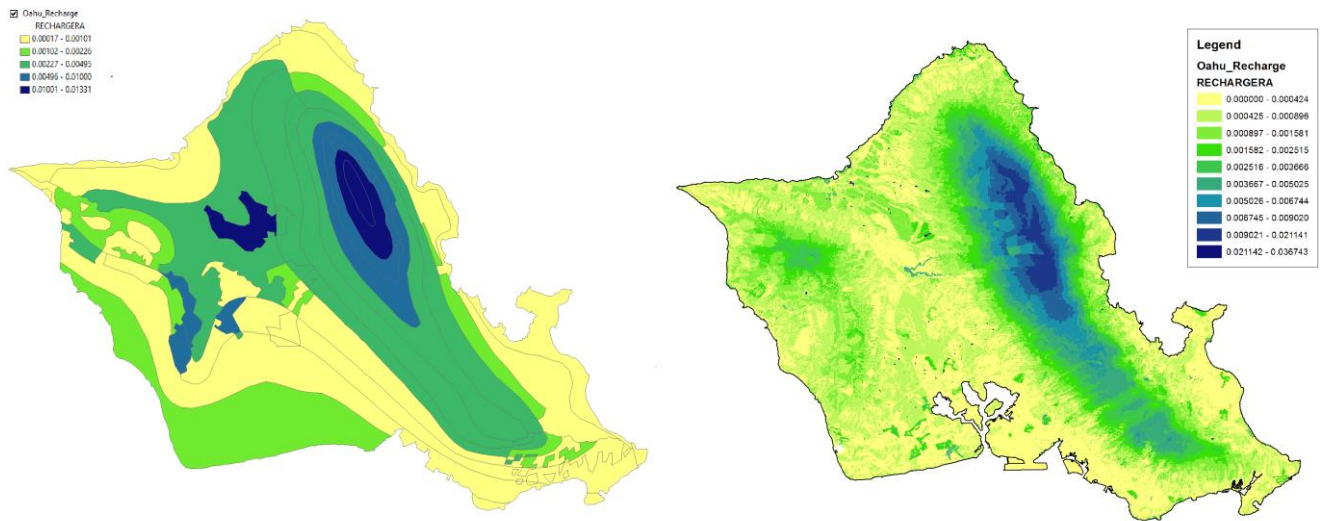 Oahu_Recharge
RECHARGERA
0.00017 - 0.00101
0.00102 - 0.00226
0.00227 - 0.00495
0.00496 - 0.01000
0.01001 - 0.01331
Legend
Oahu_Recharge
RECHARGERA
0.000000 - 0.000424
0.000425 - 0.000896
0.000897 - 0.001581
0.001582 - 0.002515
0.002516 - 0.003666
0.003667 - 0.005025
0.005026 - 0.006744
0.006745 - 0.009020
0.009021 - 0.021141
0.021142 - 0.036743